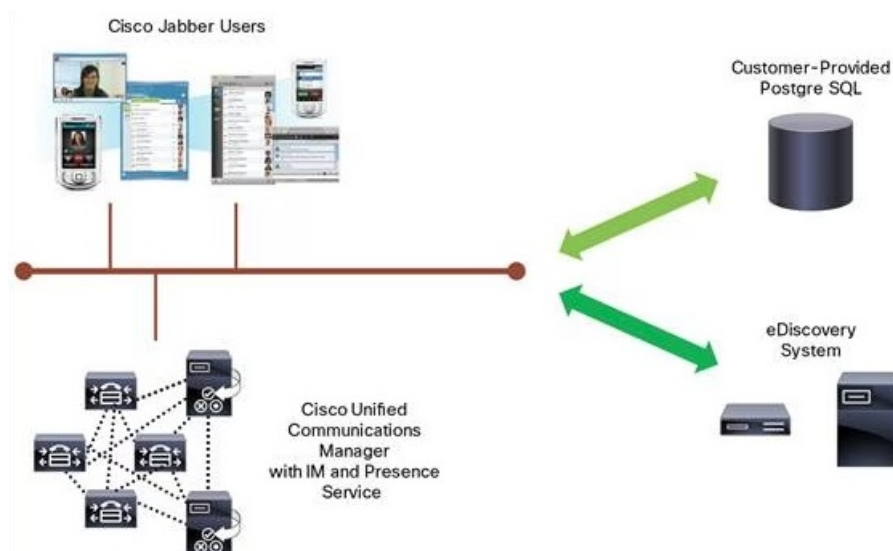 Cisco Jabber Users
Customer-Provided
Postgre SQL
eDiscovery
System
Cisco Unified
Communications
Manager
with IM and Presence
Service